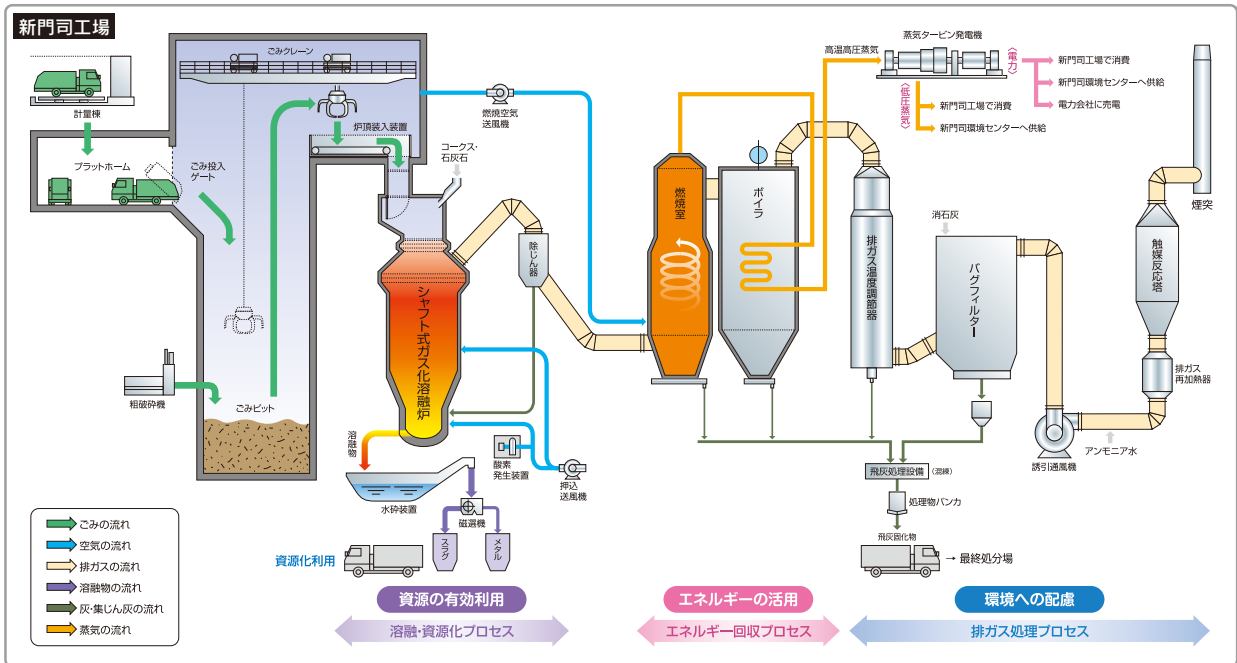 新門司工場
計量棟
プラットホーム
ごみ投入
ゲート
ごみクレーン
炉頂装入装置
コークス・
石灰石
燃焼空気
送風機
粗破砕機
ごみピット
シャフト式ガス化溶融炉
除じん器
溶融物
水砕装置
酸素
発生装置
押込
送風機
磁選機
スラグ
メタル
資源化利用
燃焼室
ボイラ
高温高圧蒸気
蒸気タービン発電機
〈電力〉
新門司工場で消費
新門司環境センターへ供給
電力会社に売電
〈低圧蒸気〉
新門司工場で消費
新門司環境センターへ供給
排ガス温度調節器
消石灰
バグフィルター
誘引通風機
アンモニア水
排ガス
再加熱器
触媒反応塔
煙突
飛灰処理設備
(混練)
処理物バンカ
飛灰固化物
→ 最終処分場
ごみの流れ
空気の流れ
排ガスの流れ
溶融物の流れ
灰・集じん灰の流れ
蒸気の流れ
資源の有効利用
溶融・資源化プロセス
エネルギーの活用
エネルギー回収プロセス
環境への配慮
排ガス処理プロセス